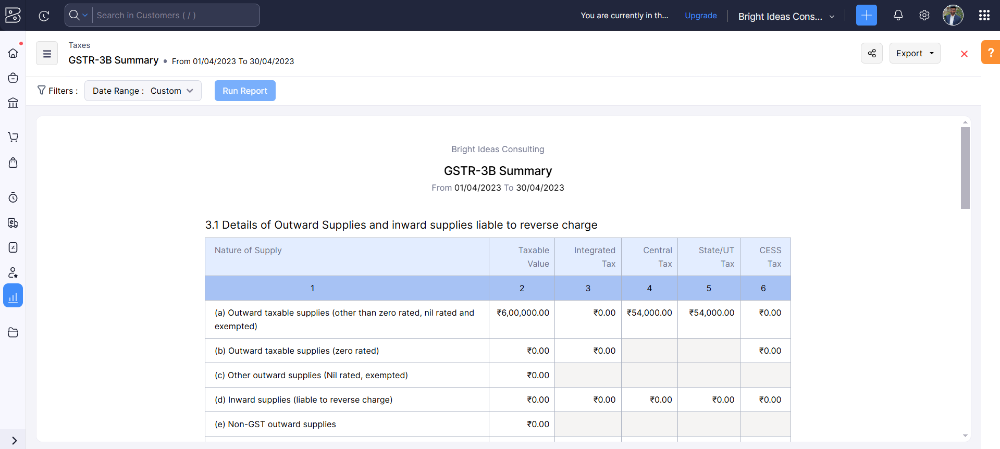 Search in Customers ( / )
You are currently in th...
Upgrade
Bright Ideas Cons...
Taxes
GSTR-3B Summary • From 01/04/2023 To 30/04/2023
Export
?
Filters :
Date Range : Custom
Run Report
Bright Ideas Consulting
GSTR-3B Summary
From 01/04/2023 To 30/04/2023
3.1 Details of Outward Supplies and inward supplies liable to reverse charge
Nature of Supply
Taxable
Value
Integrated
Tax
Central
Tax
State/UT
Tax
CESS
Tax
1 2 3 4 5 6
(a) Outward taxable supplies (other than zero rated, nil rated and
exempted)
₹6,00,000.00 ₹0.00 ₹54,000.00 ₹54,000.00 ₹0.00
(b) Outward taxable supplies (zero rated) ₹0.00 ₹0.00 ₹0.00
(c) Other outward supplies (Nil rated, exempted) ₹0.00
(d) Inward supplies (liable to reverse charge) ₹0.00 ₹0.00 ₹0.00 ₹0.00 ₹0.00
(e) Non-GST outward supplies ₹0.00